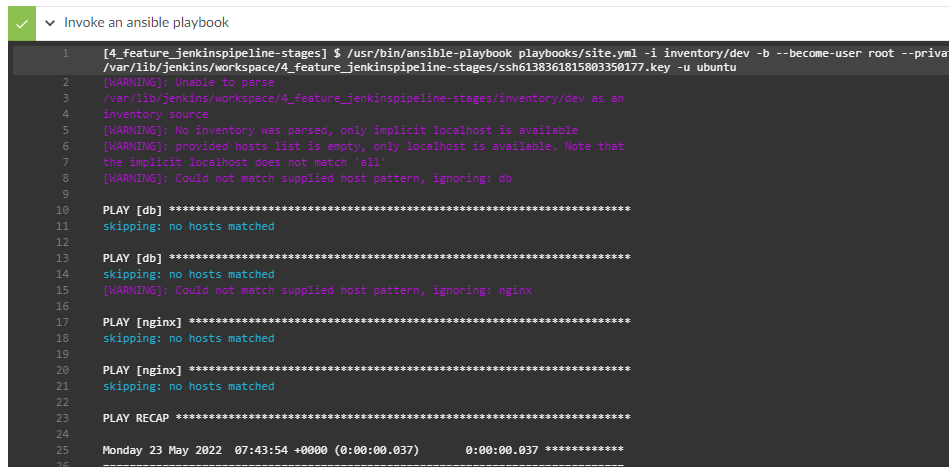 Invoke an ansible playbook
1 [4_feature_jenkinspipeline-stages] $ /usr/bin/ansible-playbook playbooks/site.yml -i inventory/dev -b --become-user root --priva
/var/lib/jenkins/workspace/4_feature_jenkinspipeline-stages/ssh6138361815803350177.key -u ubuntu
2 [WARNING]: Unable to parse
3 /var/lib/jenkins/workspace/4_feature_jenkinspipeline-stages/inventory/dev as an
4 inventory source
5 [WARNING]: No inventory was parsed, only implicit localhost is available
6 [WARNING]: provided hosts list is empty, only localhost is available. Note that
7 the implicit localhost does not match 'all'
8 [WARNING]: Could not match supplied host pattern, ignoring: db
9
10 PLAY [db] **********************************************************************
11 skipping: no hosts matched
12
13 PLAY [db] **********************************************************************
14 skipping: no hosts matched
15 [WARNING]: Could not match supplied host pattern, ignoring: nginx
16
17 PLAY [nginx] *******************************************************************
18 skipping: no hosts matched
19
20 PLAY [nginx] *******************************************************************
21 skipping: no hosts matched
22
23 PLAY RECAP *********************************************************************
24
25 Monday 23 May 2022  07:43:54 +0000 (0:00:00.037)       0:00:00.037 ************
26 ===============================================================================